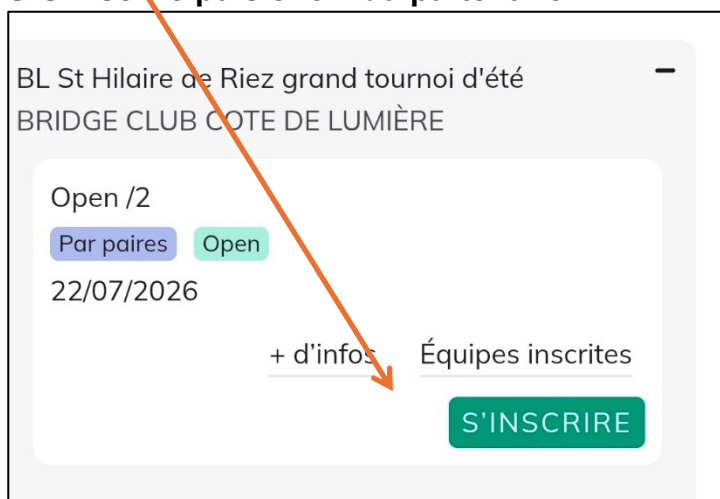 BL St Hilaire de Riez grand tournoi d'été
BRIDGE CLUB COTE DE LUMIÈRE
Open /2
Par paires Open
22/07/2026
+ d’infos Équipes inscrites
S’INSCRIRE